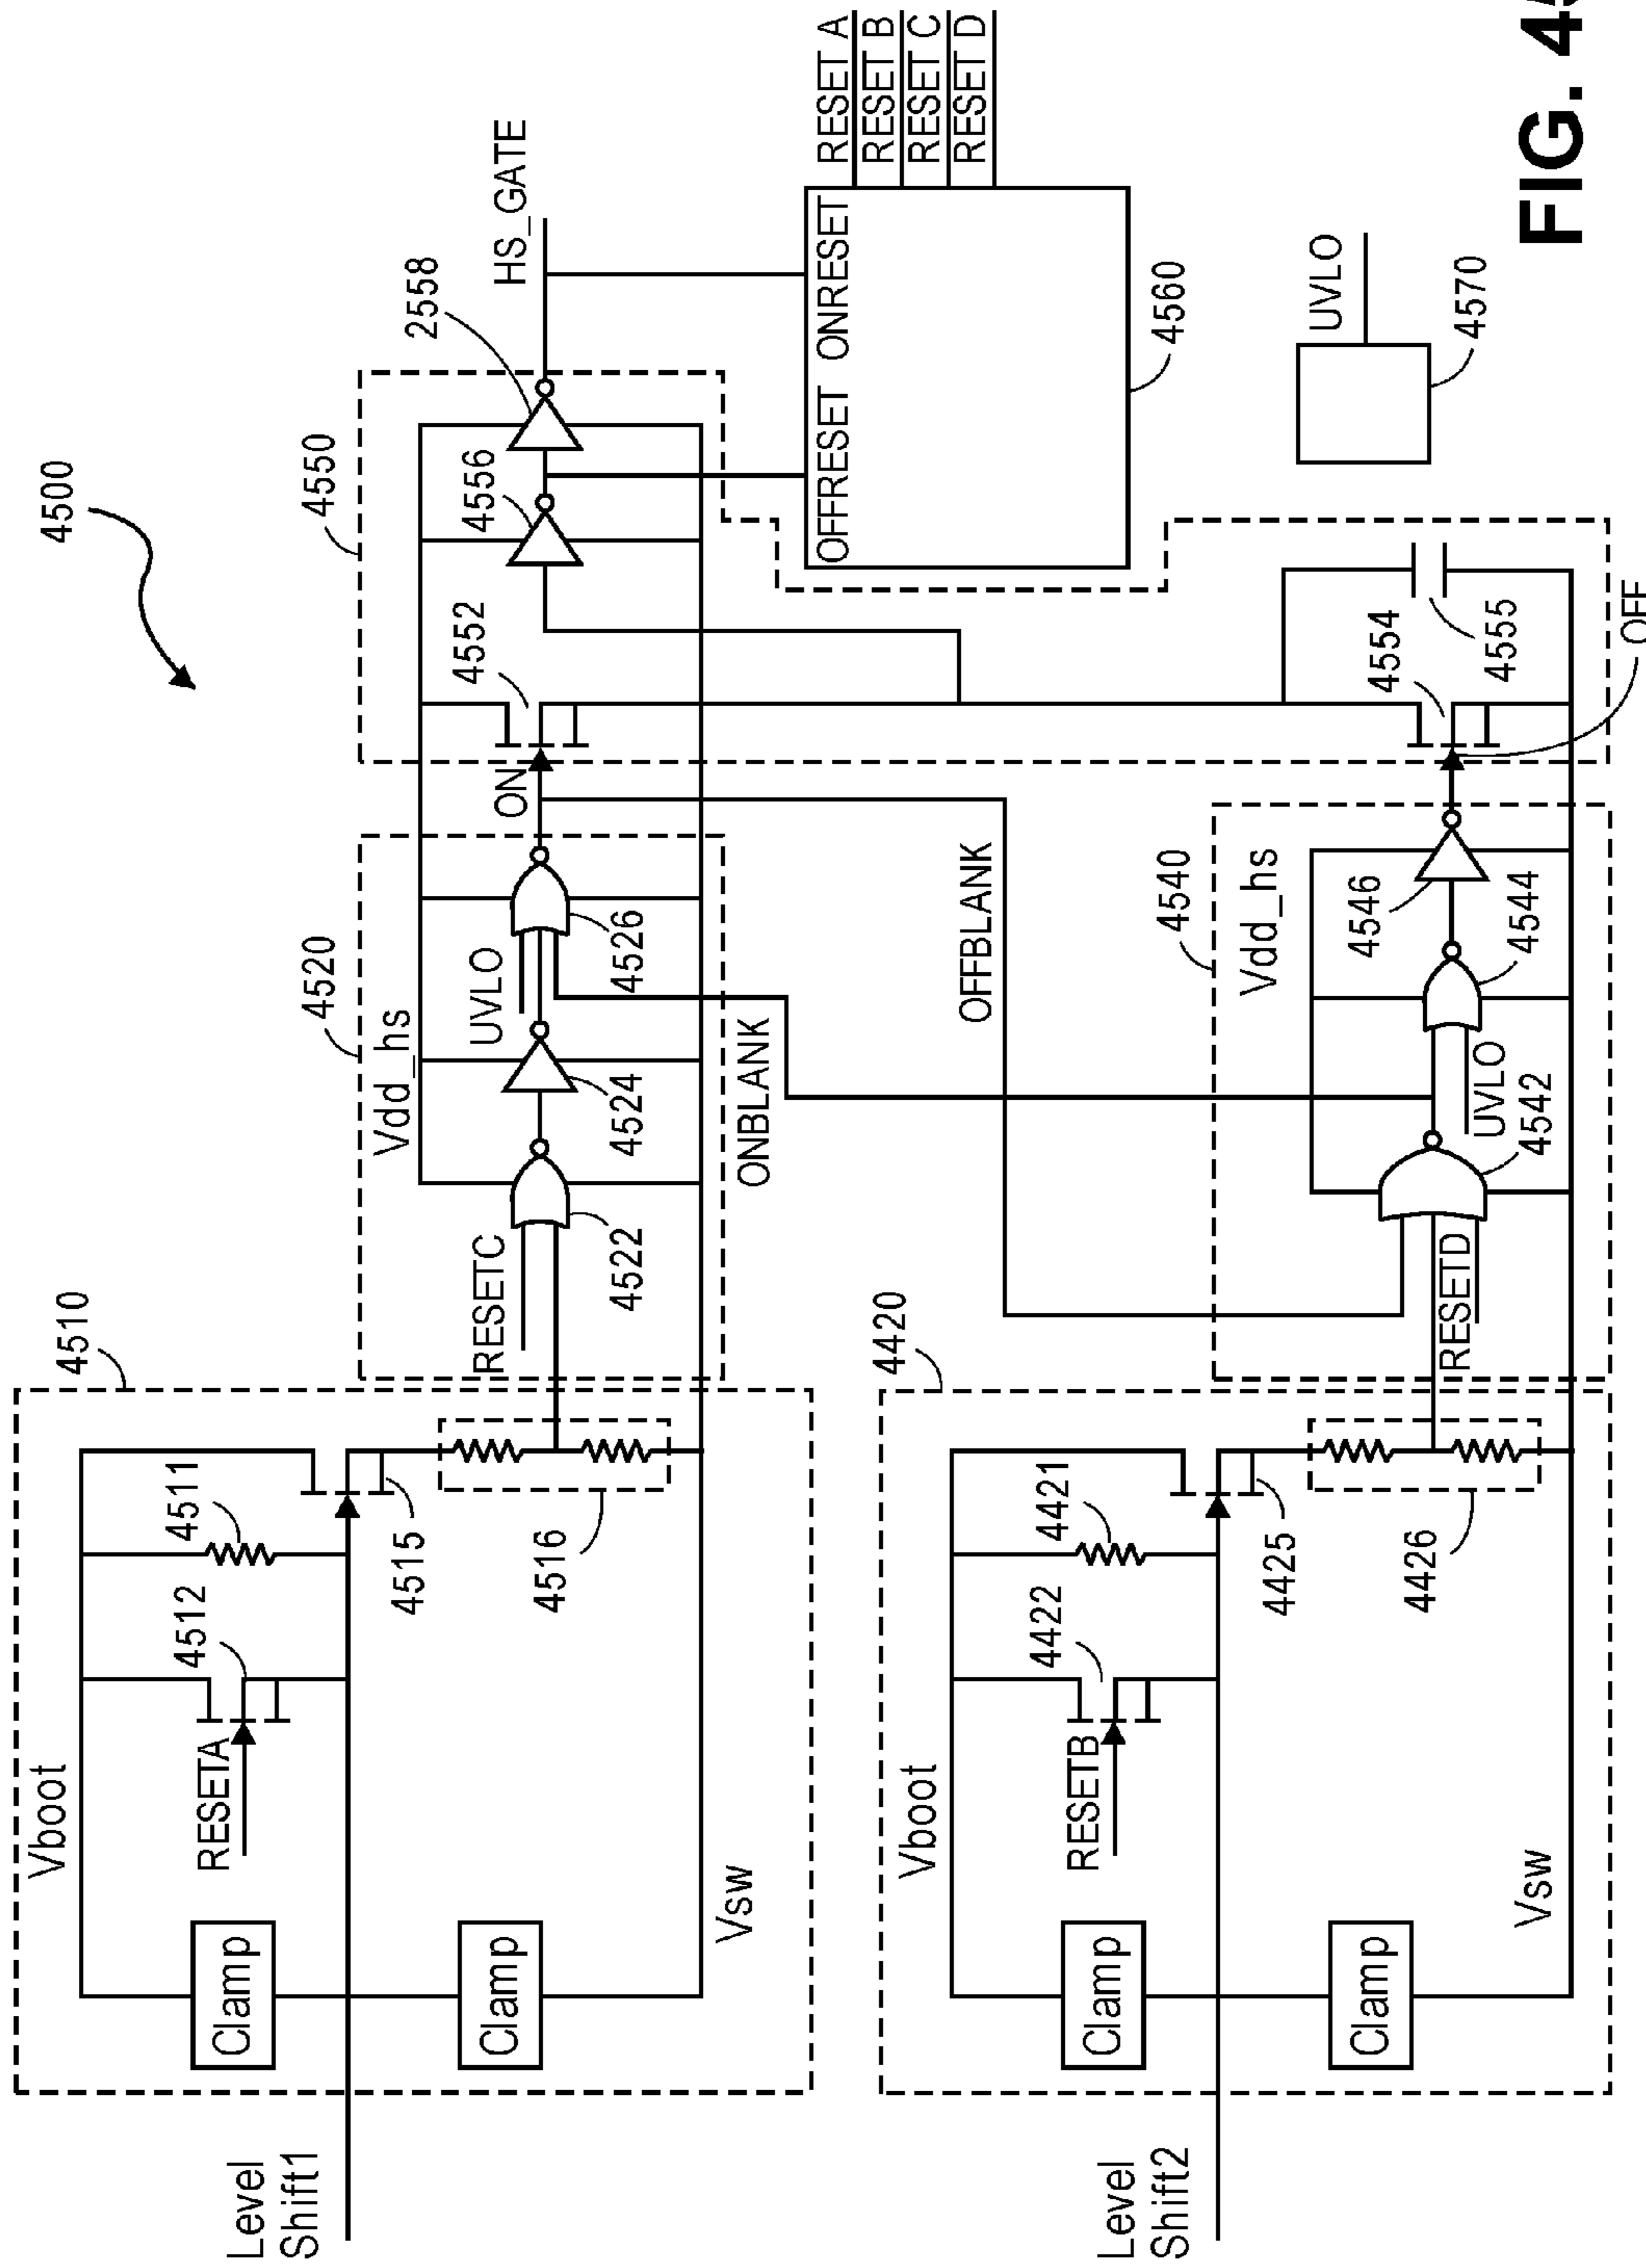 4500
4510
Vboot
4511
4512
RESETA
Clamp
Clamp
4515
4516
Vsw
Level
Shift1
4520
Vdd_hs
RESETC
4522
4524
UVLO
4526
ONBLANK
ON
4550
4552
4556
2558
HS_GATE
OFFRESET ONRESET
RESET A
RESET B
RESET C
RESET D
4560
4420
Vboot
4421
4422
RESETB
Clamp
Clamp
4425
4426
Vsw
Level
Shift2
OFFBLANK
4540
Vdd_hs
RESETD
4542
UVLO
4544
4546
4554
4555
OFF
UVLO
4570
FIG. 4